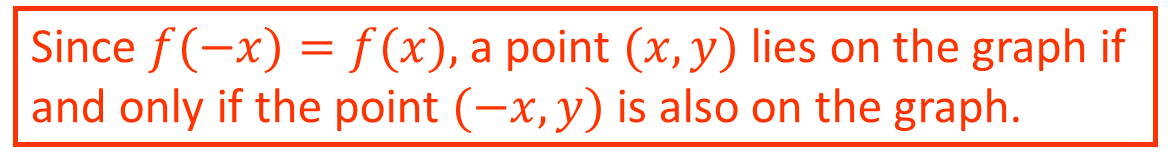 Since f(−x) = f(x), a point (x, y) lies on the graph if
and only if the point (−x, y) is also on the graph.